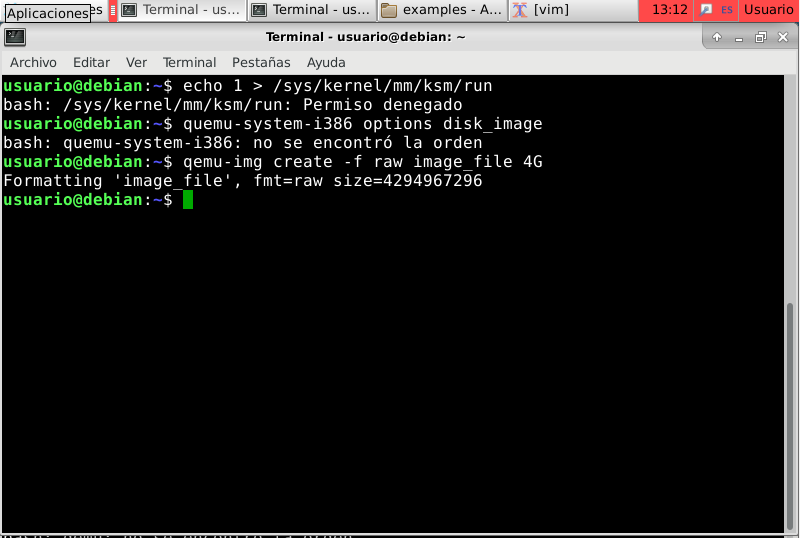 Aplicaciones es Terminal - us... Terminal - us... examples - A... [vim] 13:12 ES Usuario
Terminal - usuario@debian: ~
Archivo Editar Ver Terminal Pestañas Ayuda
usuario@debian:~$ echo 1 > /sys/kernel/mm/ksm/run
bash: /sys/kernel/mm/ksm/run: Permiso denegado
usuario@debian:~$ quemu-system-i386 options disk_image
bash: quemu-system-i386: no se encontró la orden
usuario@debian:~$ qemu-img create -f raw image_file 4G
Formatting 'image_file', fmt=raw size=4294967296
usuario@debian:~$